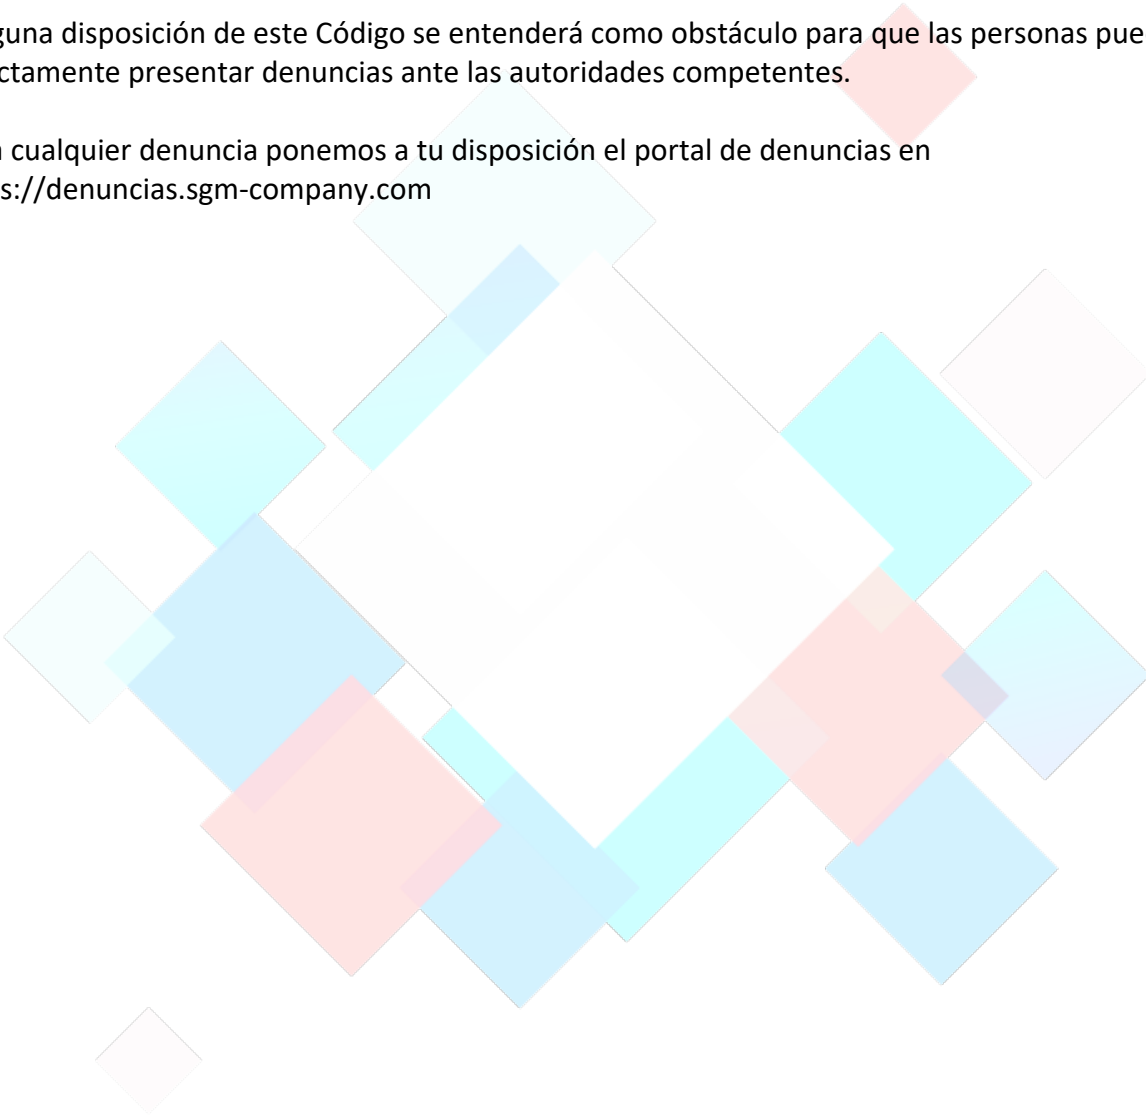 guna disposición de este Código se entenderá como obstáculo para que las personas pue
ctamente presentar denuncias ante las autoridades competentes.
a cualquier denuncia ponemos a tu disposición el portal de denuncias en
s://denuncias.sgm-company.com